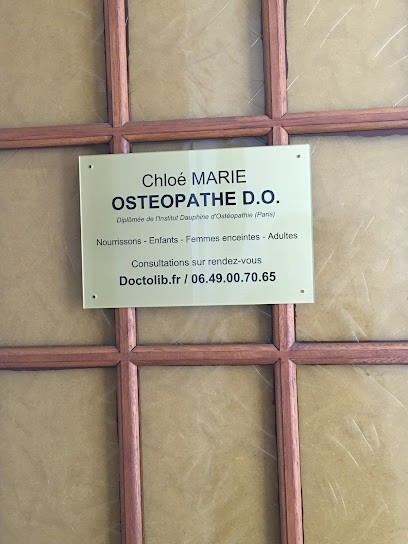 Chloé MARIE
OSTEOPATHE D.O.
Diplômée de l'Institut Dauphine d'Ostéopathie (Paris)
Nourrissons - Enfants - Femmes enceintes - Adultes
Consultations sur rendez-vous
Doctolib.fr / 06.49.00.70.65